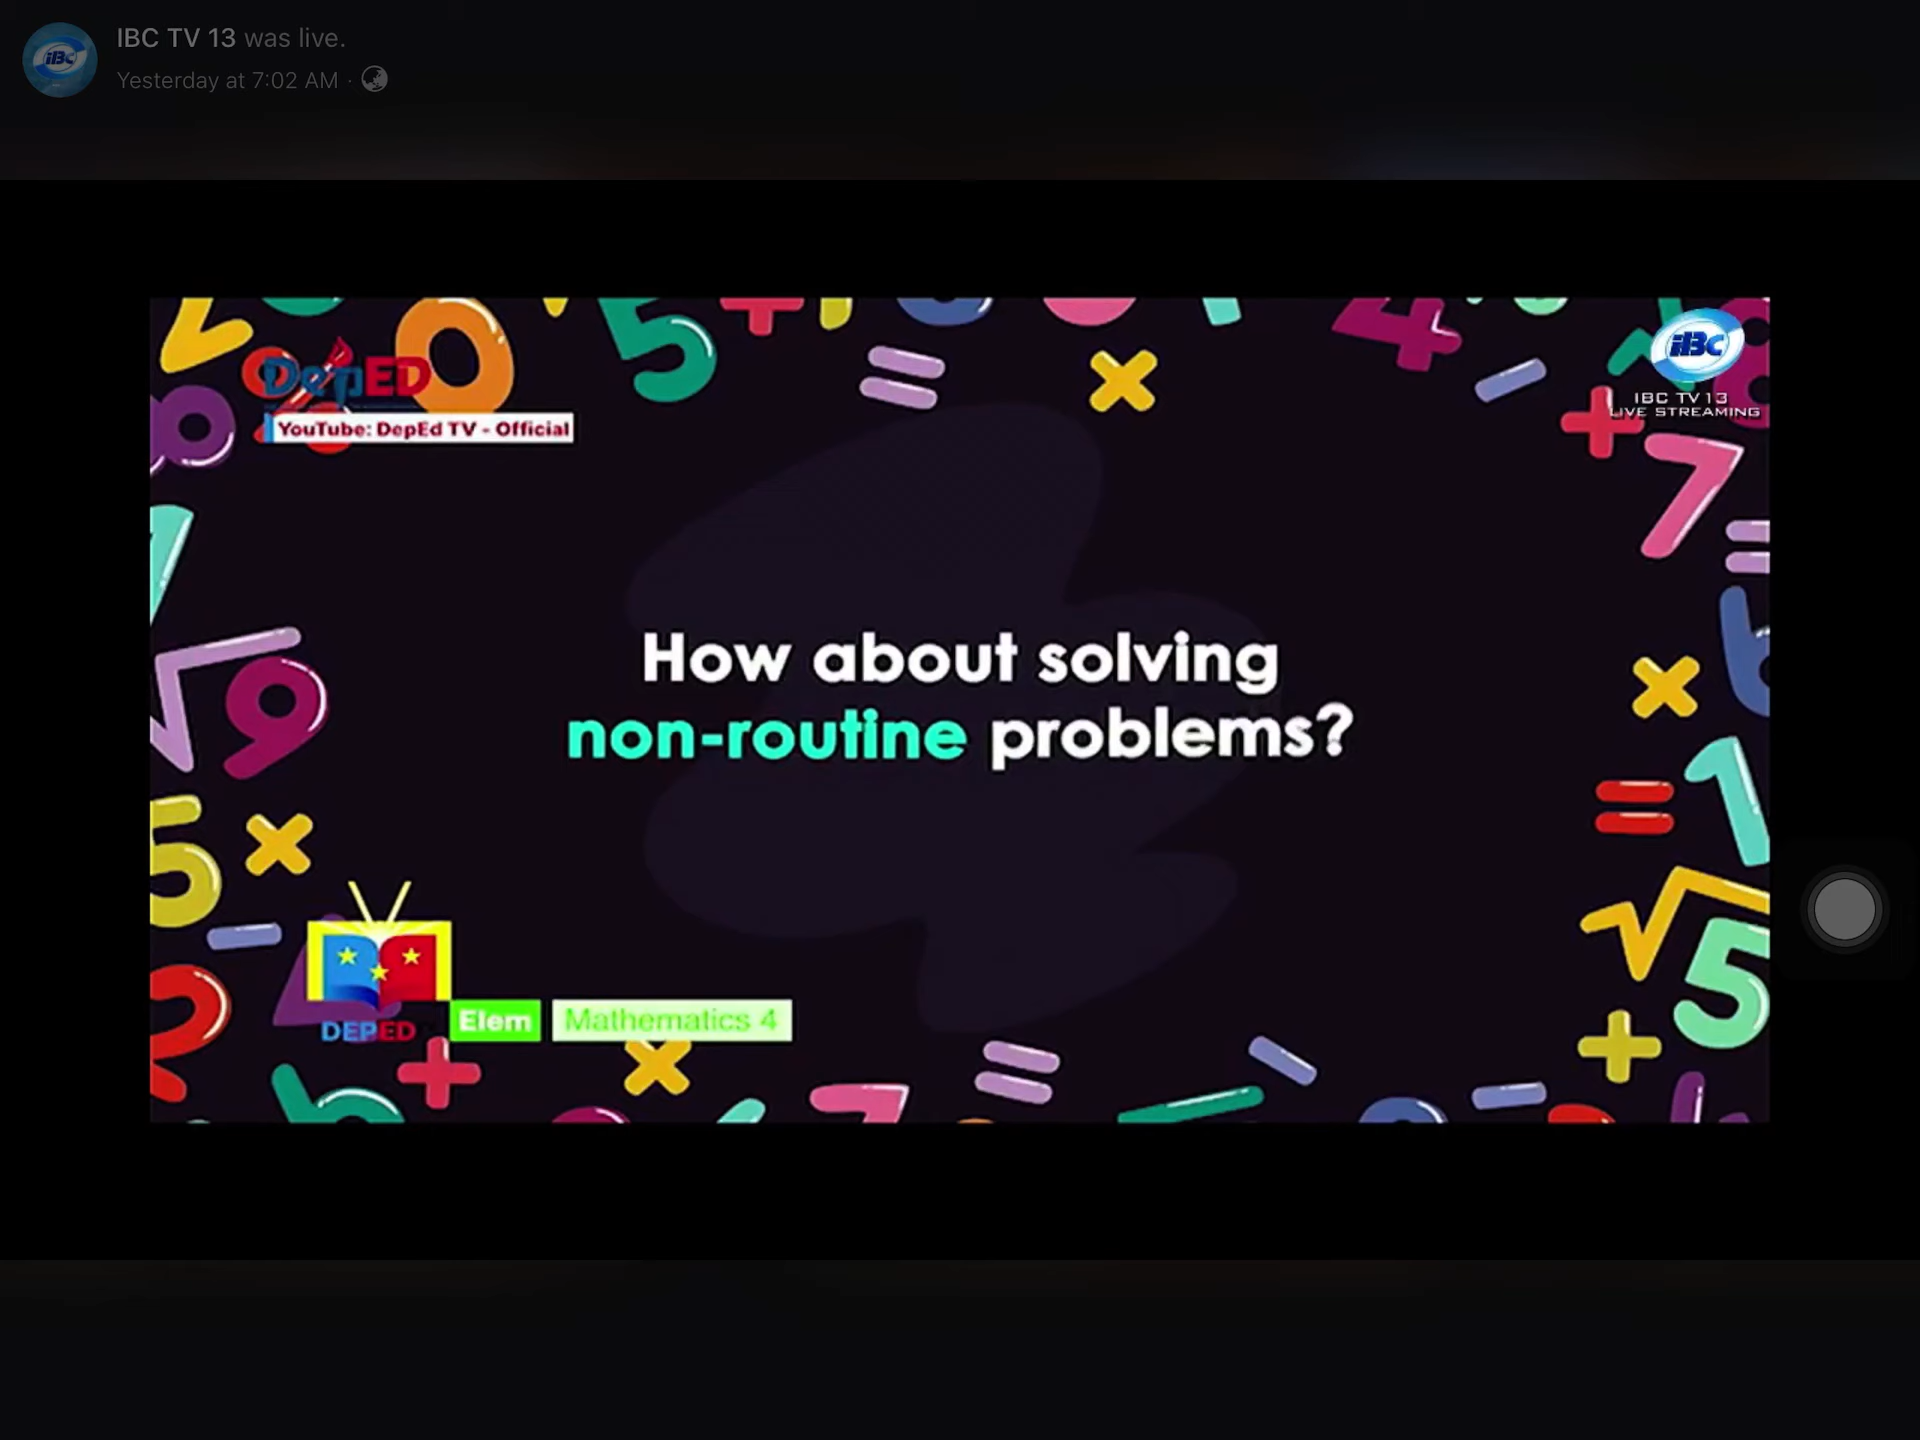 IBC TV 13 was live.
Yesterday at 7:02 AM ·
iBC
DepED
YouTube: DepEd TV - Official
iBC
IBC TV 13
LIVE STREAMING
How about solving
non-routine problems?
DEPED
Elem
Mathematics 4